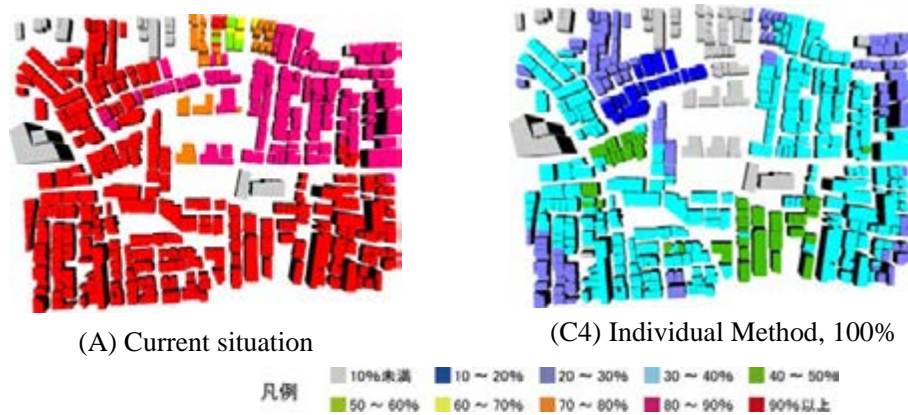 (A) Current situation
(C4) Individual Method, 100%
凡例
10%未満 10 ~ 20% 20 ~ 30% 30 ~ 40% 40 ~ 50%
50 ~ 60% 60 ~ 70% 70 ~ 80% 80 ~ 90% 90%以上